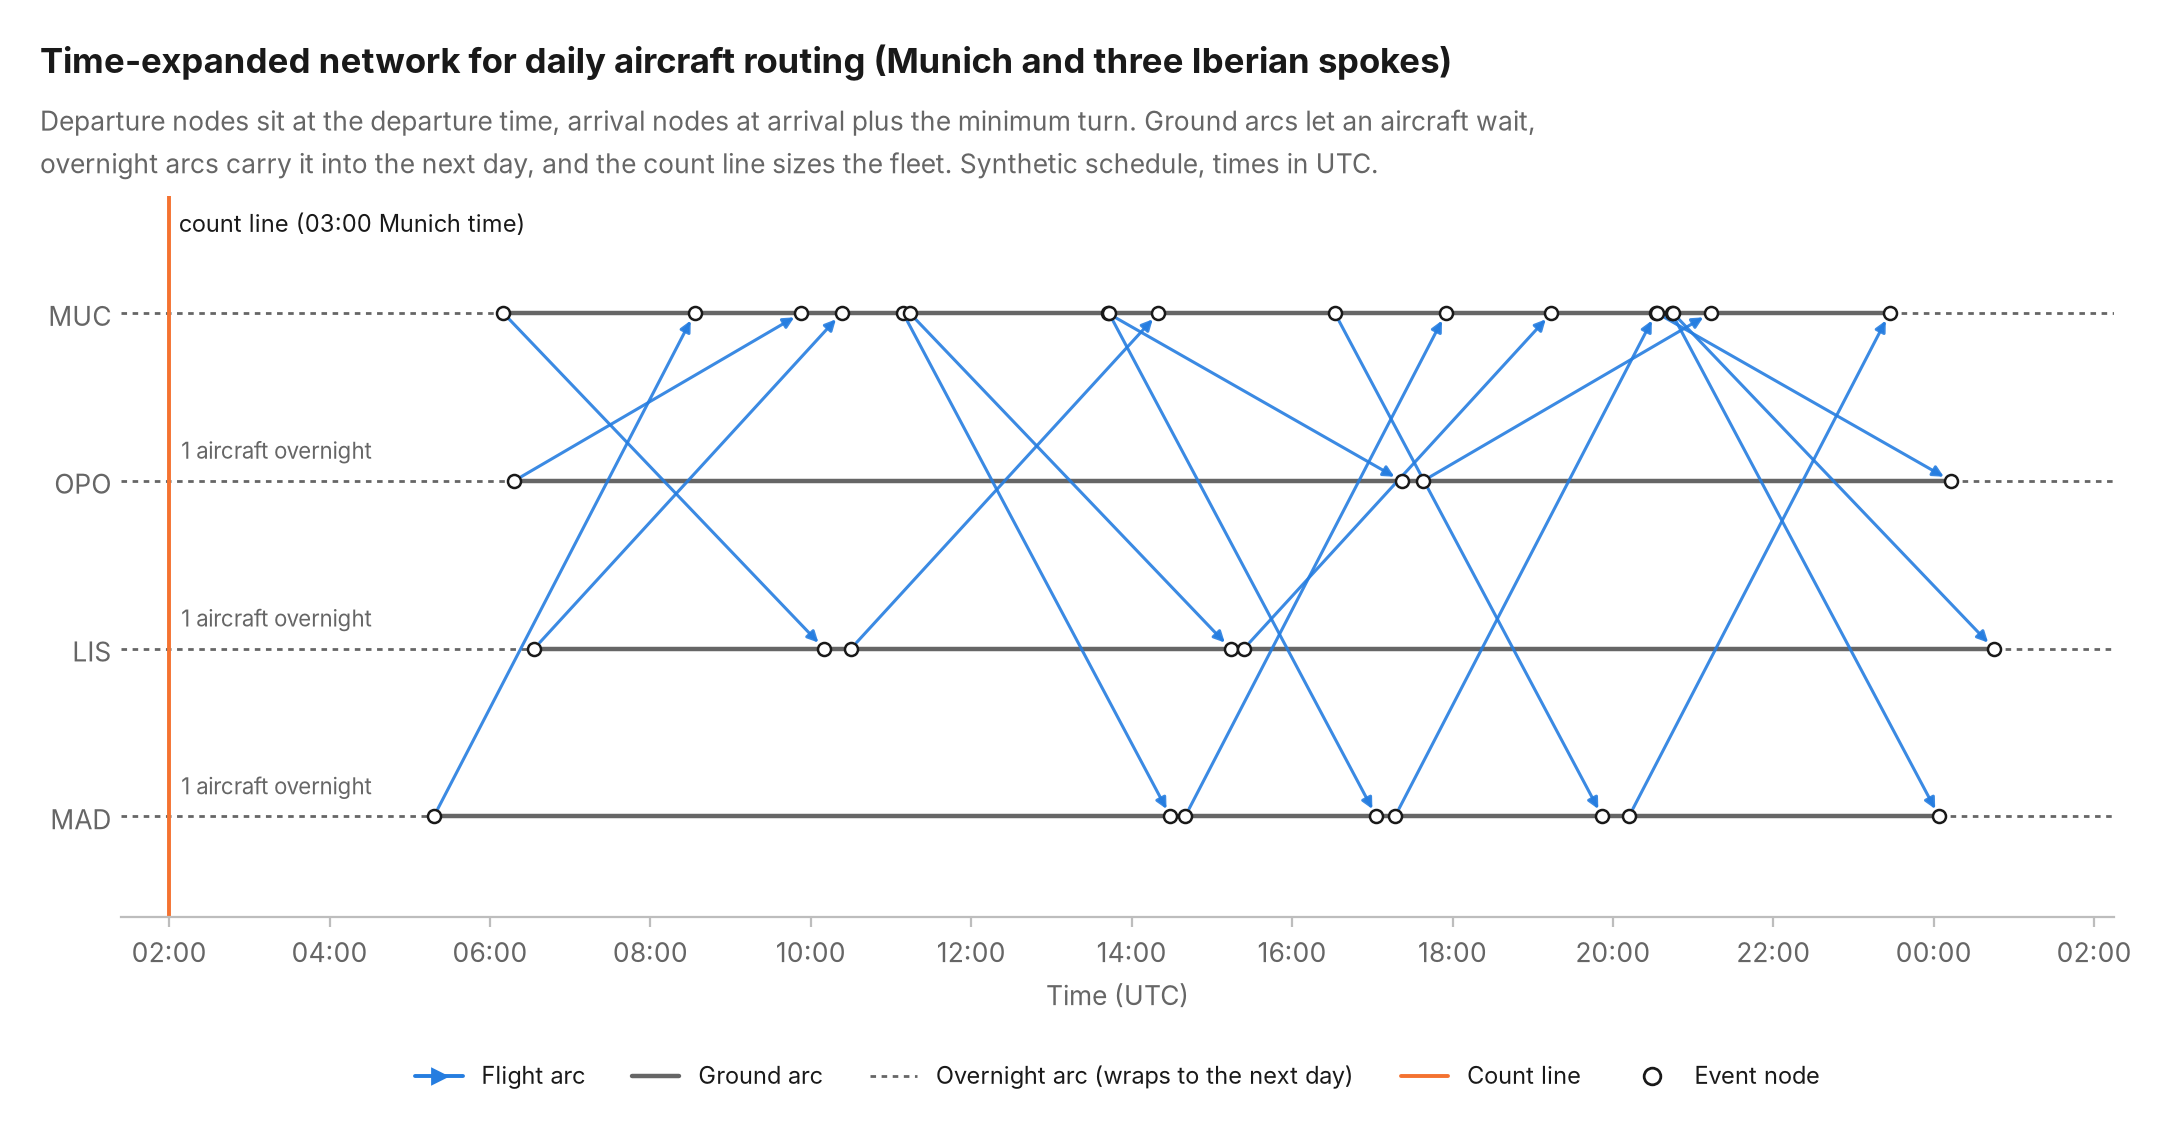 Time-expanded network for daily aircraft routing (Munich and three Iberian spokes)
Departure nodes sit at the departure time, arrival nodes at arrival plus the minimum turn. Ground arcs let an aircraft wait,
overnight arcs carry it into the next day, and the count line sizes the fleet. Synthetic schedule, times in UTC.
count line (03:00 Munich time)
MUC
1 aircraft overnight
OPO
1 aircraft overnight
LIS
1 aircraft overnight
MAD
02:00 04:00 06:00 08:00 10:00 12:00 14:00 16:00 18:00 20:00 22:00 00:00 02:00
Time (UTC)
Flight arc Ground arc Overnight arc (wraps to the next day) Count line Event node